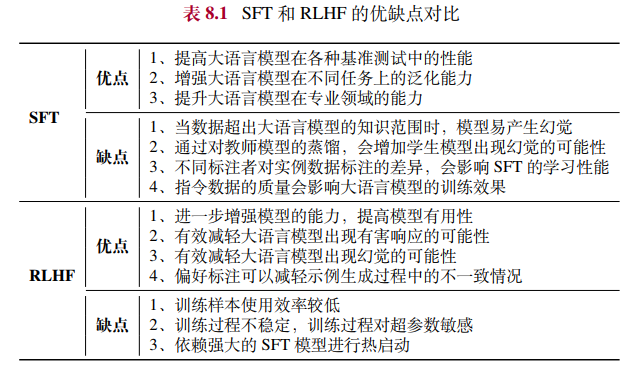 表 8.1 SFT 和 RLHF 的优缺点对比
SFT
优点
1、提高大语言模型在各种基准测试中的性能
2、增强大语言模型在不同任务上的泛化能力
3、提升大语言模型在专业领域的能力
缺点
1、当数据超出大语言模型的知识范围时，模型易产生幻觉
2、通过对教师模型的蒸馏，会增加学生模型出现幻觉的可能性
3、不同标注者对实例数据标注的差异，会影响 SFT 的学习性能
4、指令数据的质量会影响大语言模型的训练效果
RLHF
优点
1、进一步增强模型的能力，提高模型有用性
2、有效减轻大语言模型出现有害响应的可能性
3、有效减轻大语言模型出现幻觉的可能性
4、偏好标注可以减轻示例生成过程中的不一致情况
缺点
1、训练样本使用效率较低
2、训练过程不稳定，训练过程对超参数敏感
3、依赖强大的 SFT 模型进行热启动